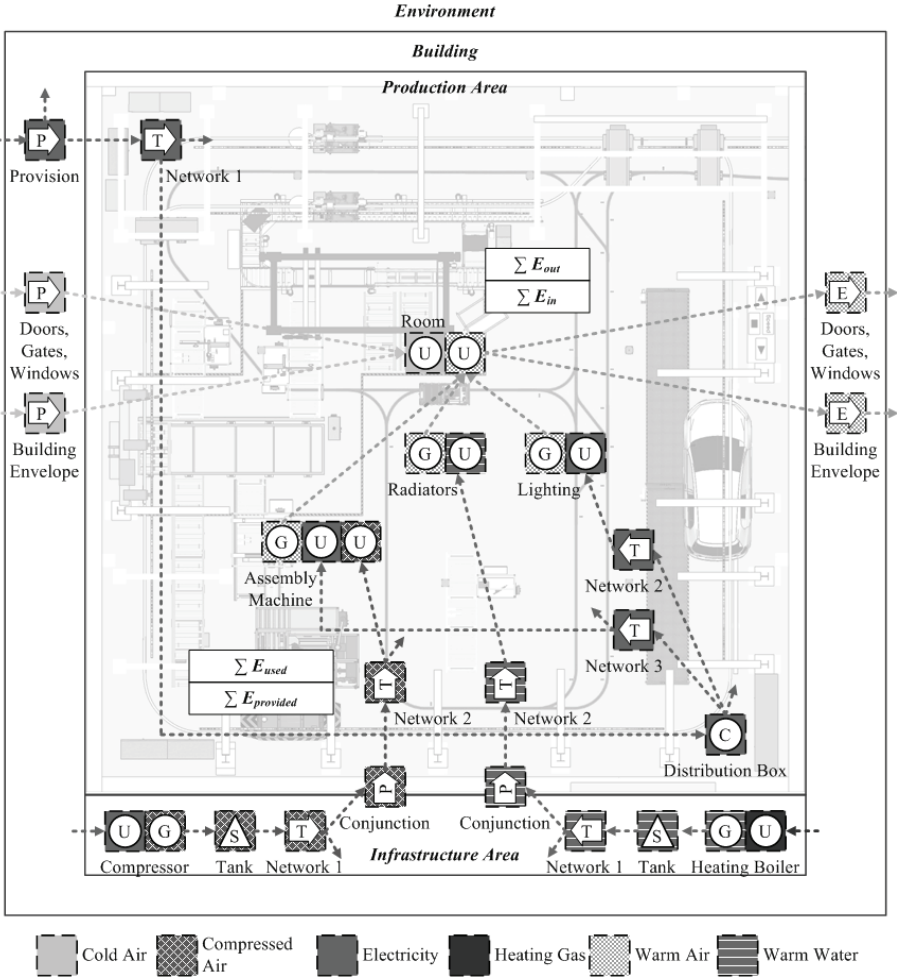 Environment
Building
Production Area
P
T
Provision
Network 1
∑ E_out
∑ E_in
P
E
Doors,
Gates,
Windows
Room
U
U
Doors,
Gates,
Windows
P
E
Building
Envelope
Building
Envelope
G
U
G
U
Radiators
Lighting
G
U
U
T
Assembly
Machine
Network 2
T
Network 3
∑ E_used
∑ E_provided
T
T
Network 2
Network 2
C
Distribution Box
P
P
Conjunction
Conjunction
U
G
S
T
T
S
G
U
Compressor
Tank
Network 1
Infrastructure Area
Network 1
Tank
Heating Boiler
Cold Air
Compressed
Air
Electricity
Heating Gas
Warm Air
Warm Water